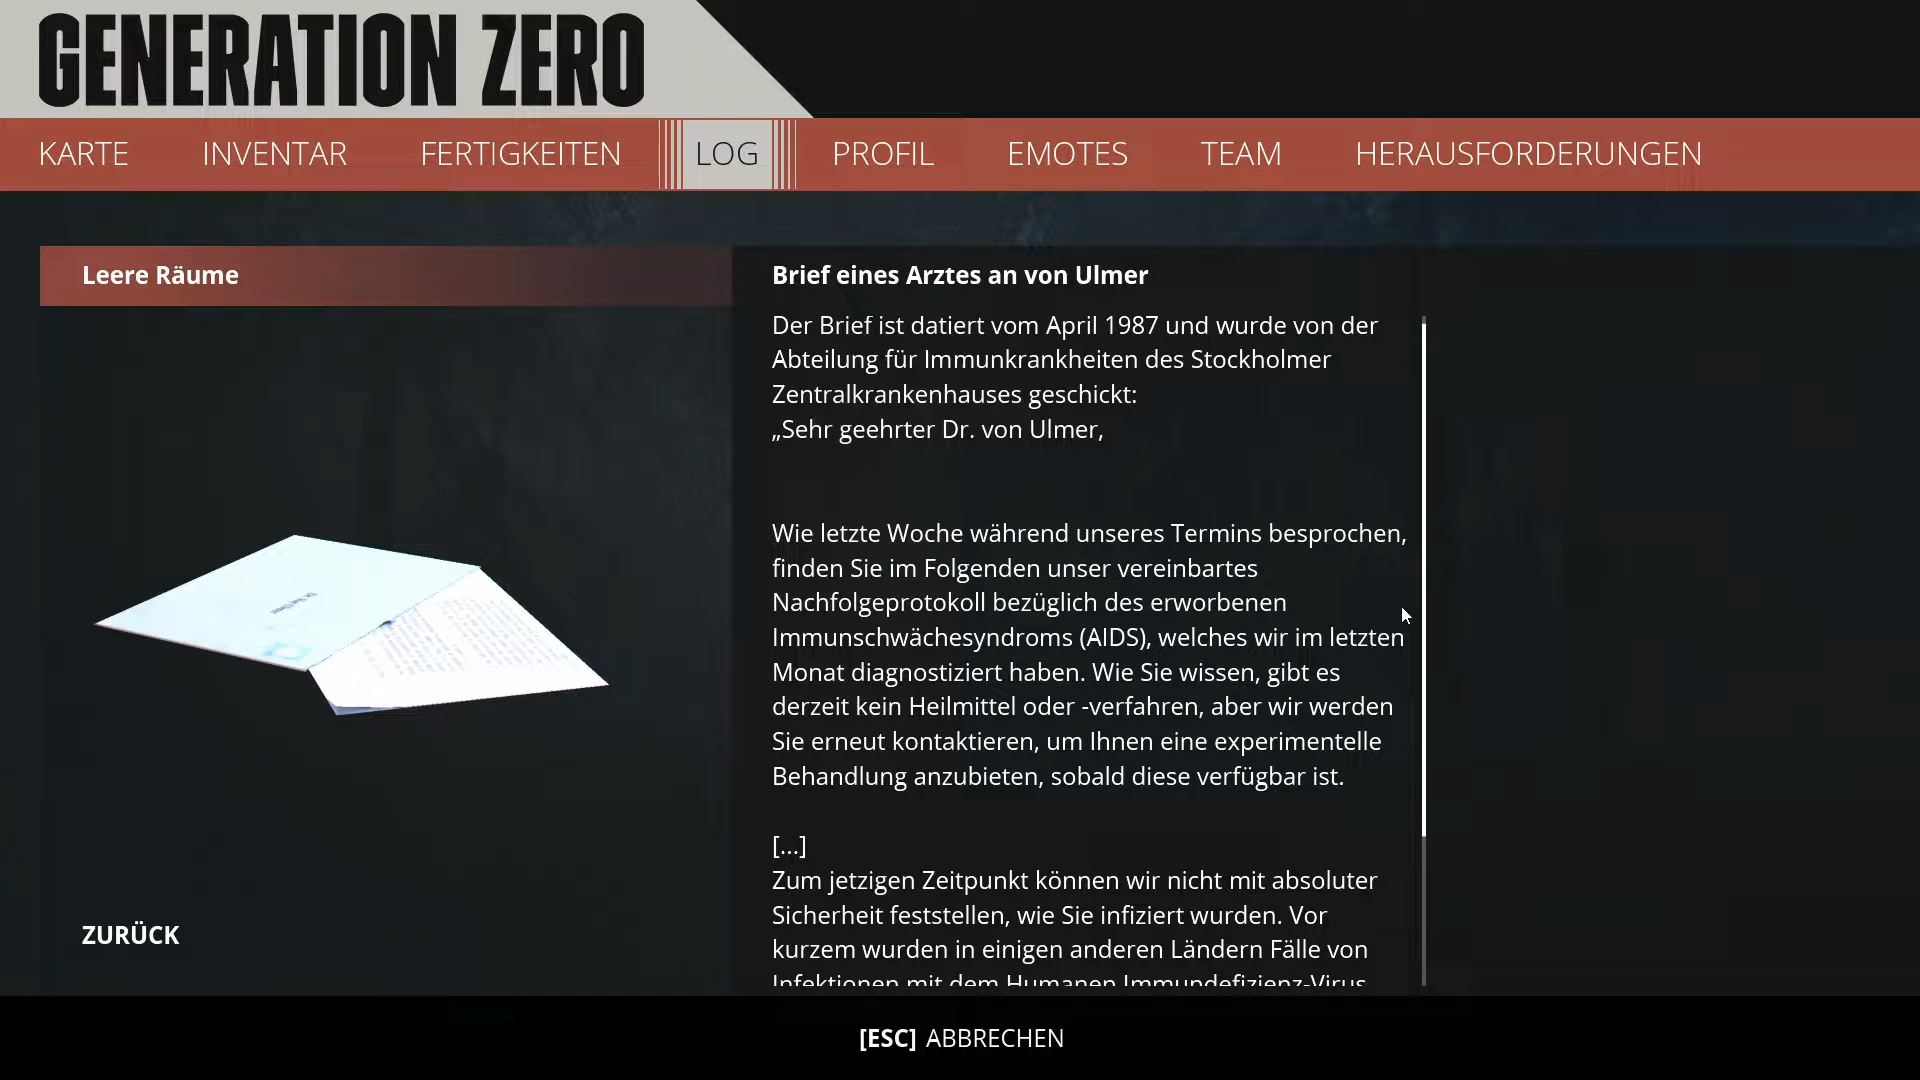 GENERATION ZERO
KARTE INVENTAR FERTIGKEITEN LOG PROFIL EMOTES TEAM HERAUSFORDERUNGEN
Leere Räume
Brief eines Arztes an von Ulmer
Der Brief ist datiert vom April 1987 und wurde von der
Abteilung für Immunkrankheiten des Stockholmer
Zentralkrankenhauses geschickt:
„Sehr geehrter Dr. von Ulmer,
Wie letzte Woche während unseres Termins besprochen,
finden Sie im Folgenden unser vereinbartes
Nachfolgeprotokoll bezüglich des erworbenen
Immunschwächesyndroms (AIDS), welches wir im letzten
Monat diagnostiziert haben. Wie Sie wissen, gibt es
derzeit kein Heilmittel oder -verfahren, aber wir werden
Sie erneut kontaktieren, um Ihnen eine experimentelle
Behandlung anzubieten, sobald diese verfügbar ist.
[...]
Zum jetzigen Zeitpunkt können wir nicht mit absoluter
Sicherheit feststellen, wie Sie infiziert wurden. Vor
kurzem wurden in einigen anderen Ländern Fälle von
Infektionen mit dem Humanen Immundefizienz-Virus
ZURÜCK
[ESC] ABBRECHEN